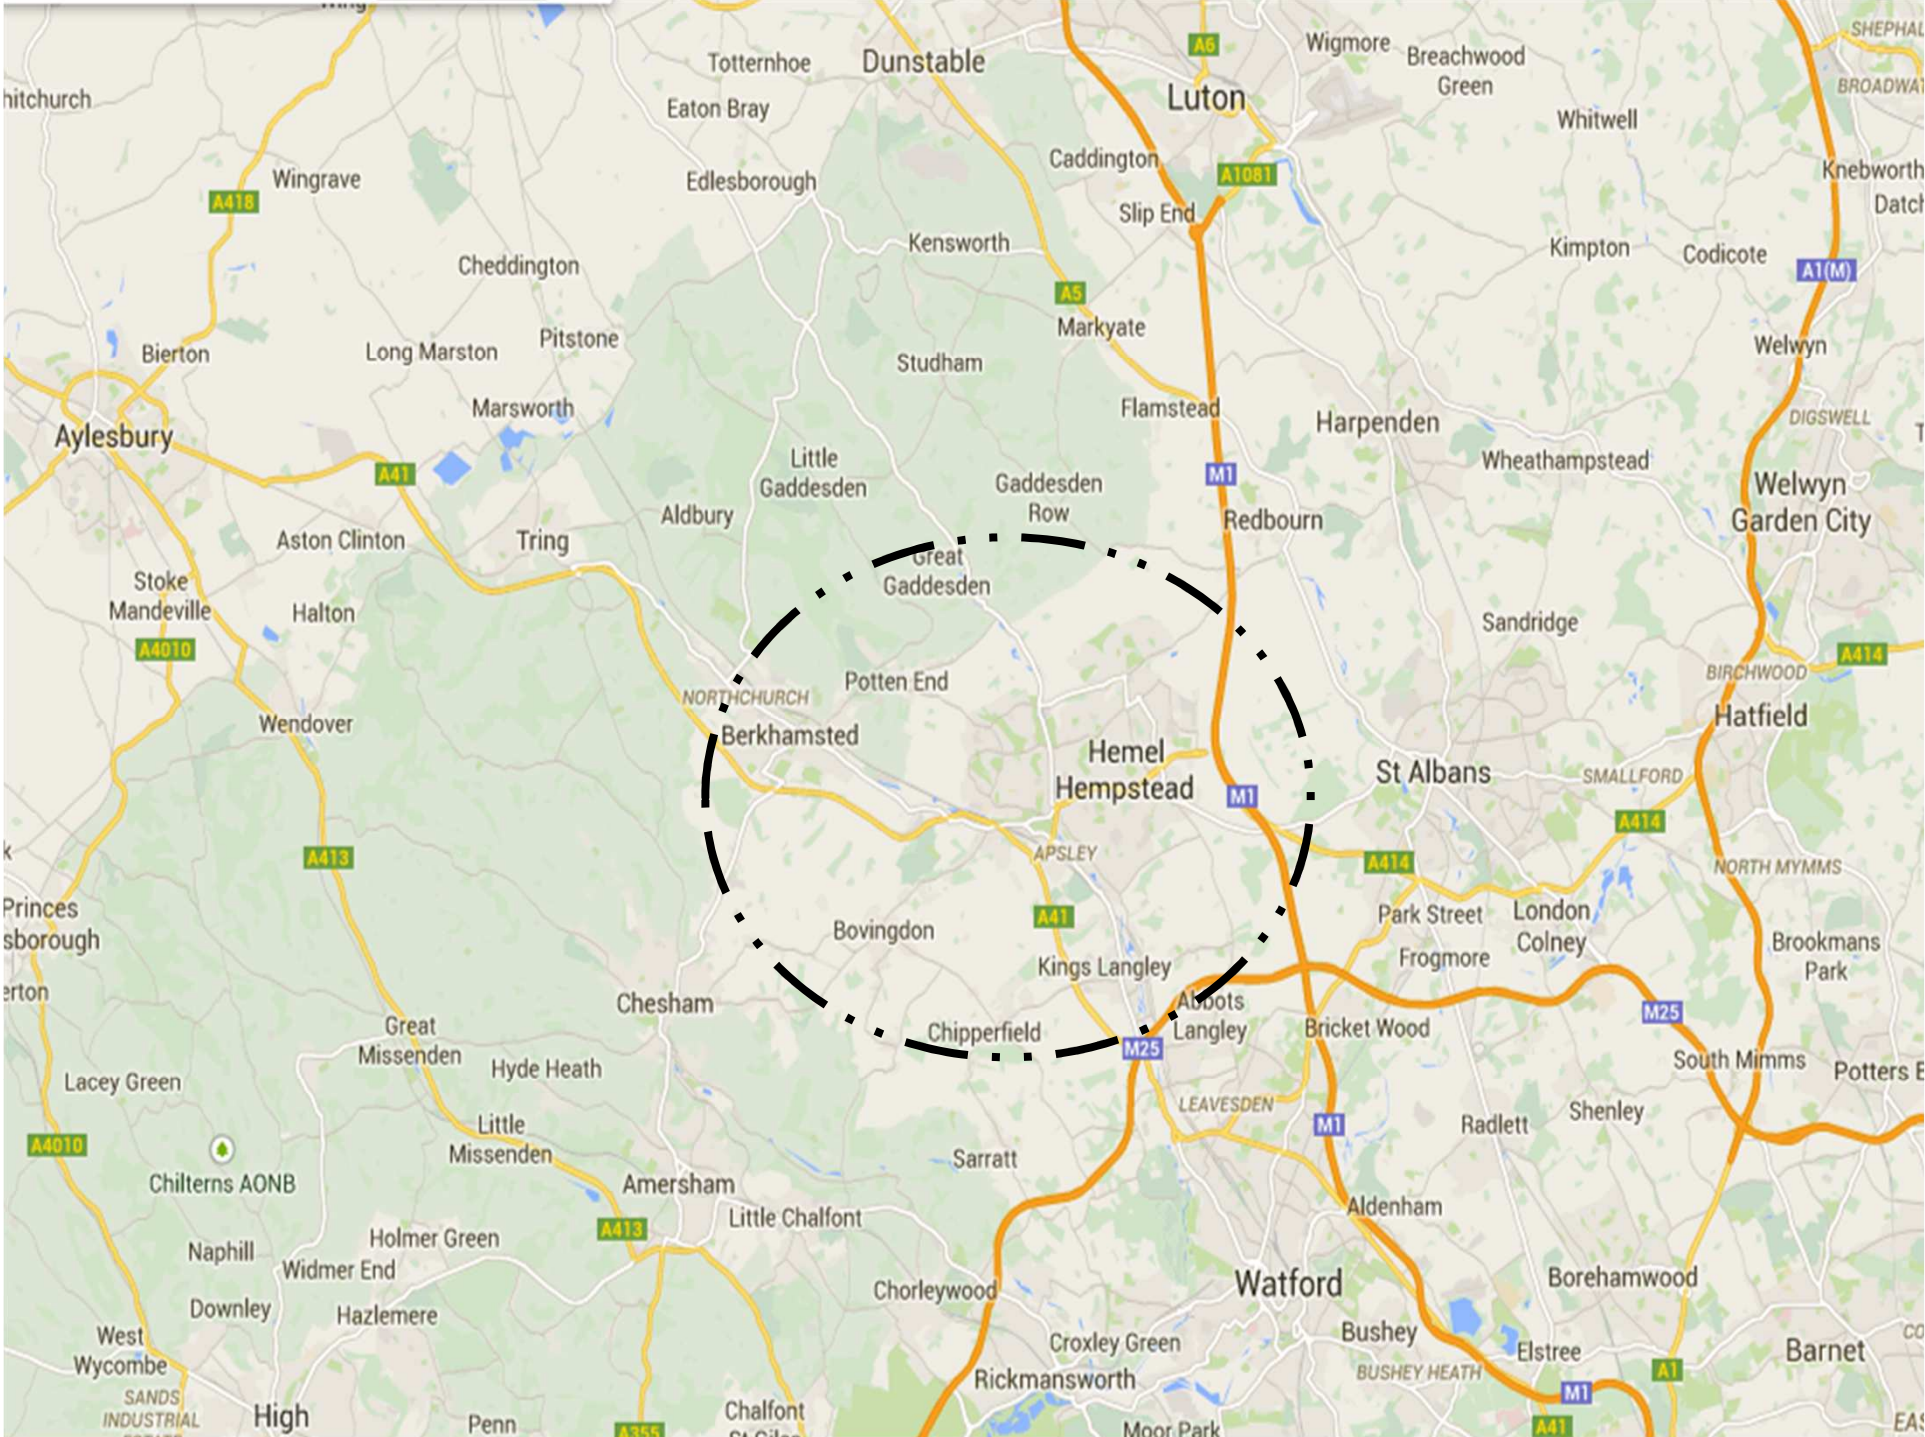 Wing
Dunstable
Totternhoe
A6
Wigmore
Breachwood
Green
SHEPHAL
BROADWAT
hitchurch
Eaton Bray
Luton
Whitwell
Caddington
A1081
Knebworth
Wingrave
Edlesborough
A418
Slip End
Datch
Kensworth
Kimpton
Codicote
A1(M)
Cheddington
A5
Markyate
Pitstone
Long Marston
Bierton
Studham
Welwyn
Marsworth
Flamstead
Harpenden
DIGSWELL
Aylesbury
A41
Little
Gaddesden
M1
Wheathampstead
Gaddesden
Row
Welwyn
Garden City
Aldbury
Redbourn
Aston Clinton
Tring
Great
Gaddesden
Stoke
Mandeville
Halton
Sandridge
A4010
A414
BIRCHWOOD
Potten End
NORTHCHURCH
Wendover
Berkhamsted
Hatfield
Hemel
Hempstead
St Albans
SMALLFORD
M1
A414
A413
APSLEY
A414
NORTH MYMMS
Princes
sborough
A41
Bovingdon
Park Street
London
Colney
Brookmans
Park
Frogmore
Kings Langley
erton
Chesham
Abbots
Langley
M25
Great
Missenden
Chipperfield
M25
Bricket Wood
South Mimms
Potters B
Lacey Green
Hyde Heath
LEAVESDEN
Shenley
A4010
Little
Missenden
M1
Radlett
Chilterns AONB
Sarratt
Amersham
Aldenham
Little Chalfont
A413
Naphill
Holmer Green
Widmer End
Chorleywood
Watford
Borehamwood
Downley
Hazlemere
West
Wycombe
Croxley Green
Bushey
Elstree
Barnet
Rickmansworth
BUSHEY HEATH
A1
M1
SANDS
INDUSTRIAL
High
Penn
Chalfont
A355
Moor Park
A41